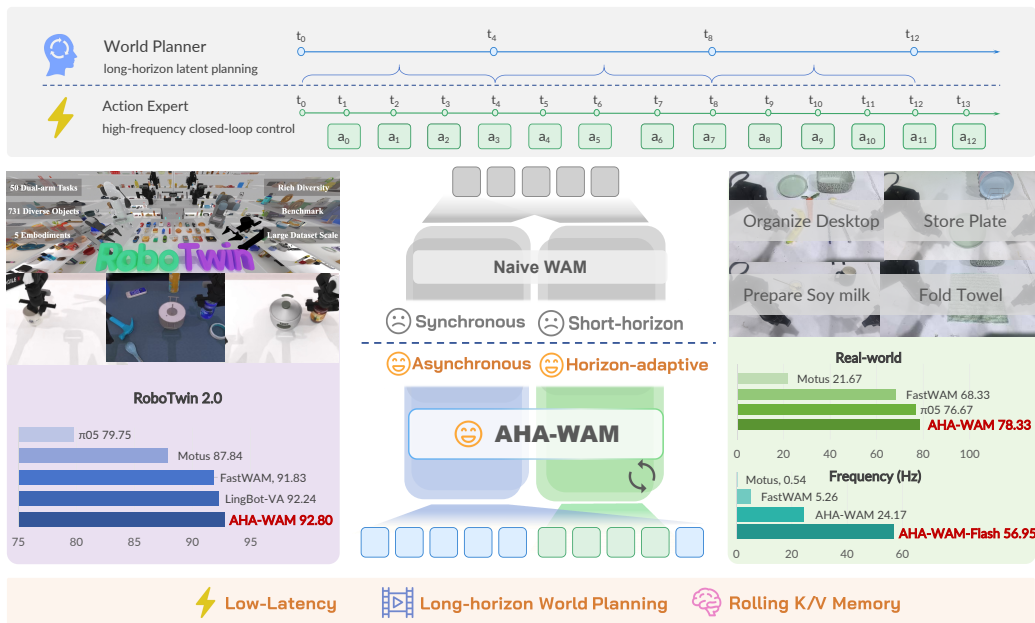 World Planner
long-horizon latent planning
t0 t4 t8 t12
Action Expert
high-frequency closed-loop control
t0 t1 t2 t3 t4 t5 t6 t7 t8 t9 t10 t11 t12 t13
a0 a1 a2 a3 a4 a5 a6 a7 a8 a9 a10 a11 a12
50 Dual-arm Tasks
Rich Diversity
731 Diverse Objects
Benchmark
5 Embodiments
Large Dataset Scale
RoboTwin
RoboTwin 2.0
π05 79.75
Motus 87.84
FastWAM, 91.83
LingBot-VA 92.24
AHA-WAM 92.80
75 80 85 90 95
Naive WAM
Synchronous
Short-horizon
Asynchronous
Horizon-adaptive
AHA-WAM
Organize Desktop
Store Plate
Prepare Soy milk
Fold Towel
Real-world
Motus 21.67
FastWAM 68.33
π05 76.67
AHA-WAM 78.33
0 20 40 60 80 100
Frequency (Hz)
Motus, 0.54
FastWAM 5.26
AHA-WAM 24.17
AHA-WAM-Flash 56.95
0 20 40 60
Low-Latency
Long-horizon World Planning
Rolling K/V Memory